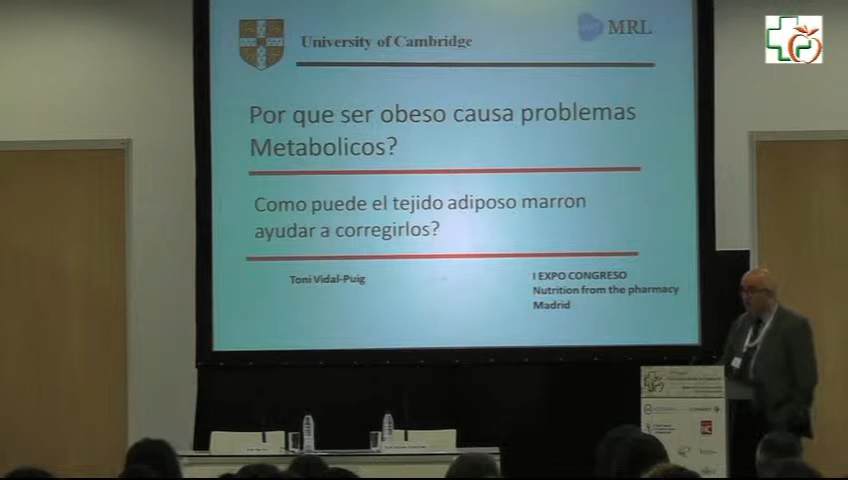 University of Cambridge
MRL
Por que ser obeso causa problemas
Metabolicos?
Como puede el tejido adiposo marron
ayudar a corregirlos?
Toni Vidal-Puig
I EXPO CONGRESO
Nutrition from the pharmacy
Madrid